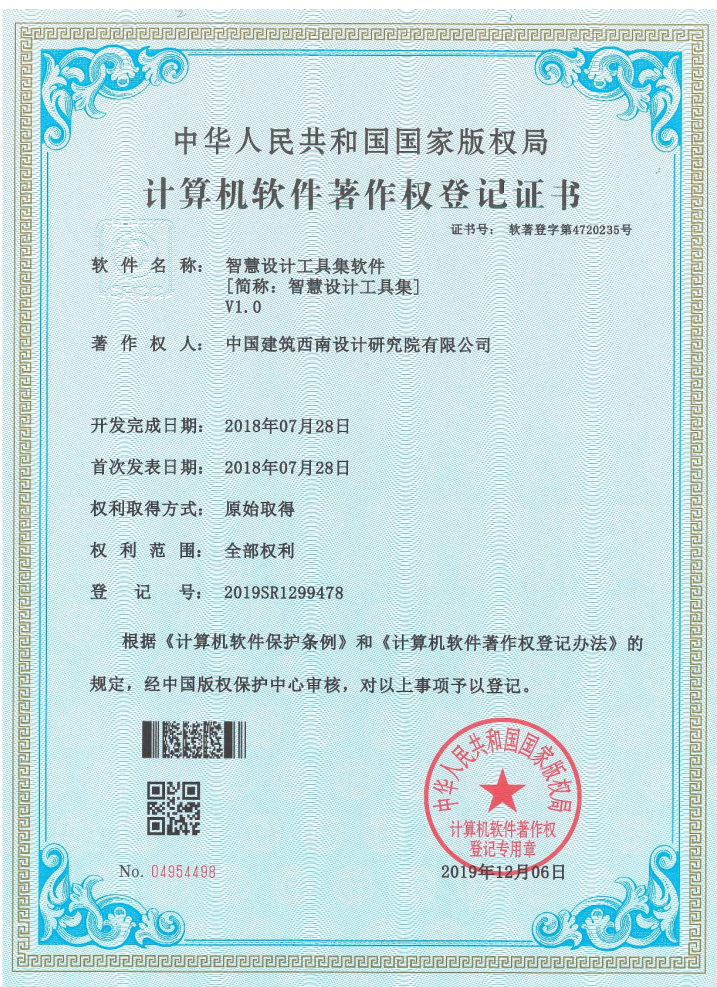 中华人民共和国国家版权局
计算机软件著作权登记证书
证书号： 软著登字第4720235号
软件名称： 智慧设计工具集软件
[简称：智慧设计工具集]
V1.0
著作权人： 中国建筑西南设计研究院有限公司
开发完成日期： 2018年07月28日
首次发表日期： 2018年07月28日
权利取得方式： 原始取得
权利范围： 全部权利
登记号： 2019SR1299478
根据《计算机软件保护条例》和《计算机软件著作权登记办法》的
规定，经中国版权保护中心审核，对以上事项予以登记。
中华人民共和国国家版权局
计算机软件著作权
登记专用章
No. 04954498
2019年12月06日